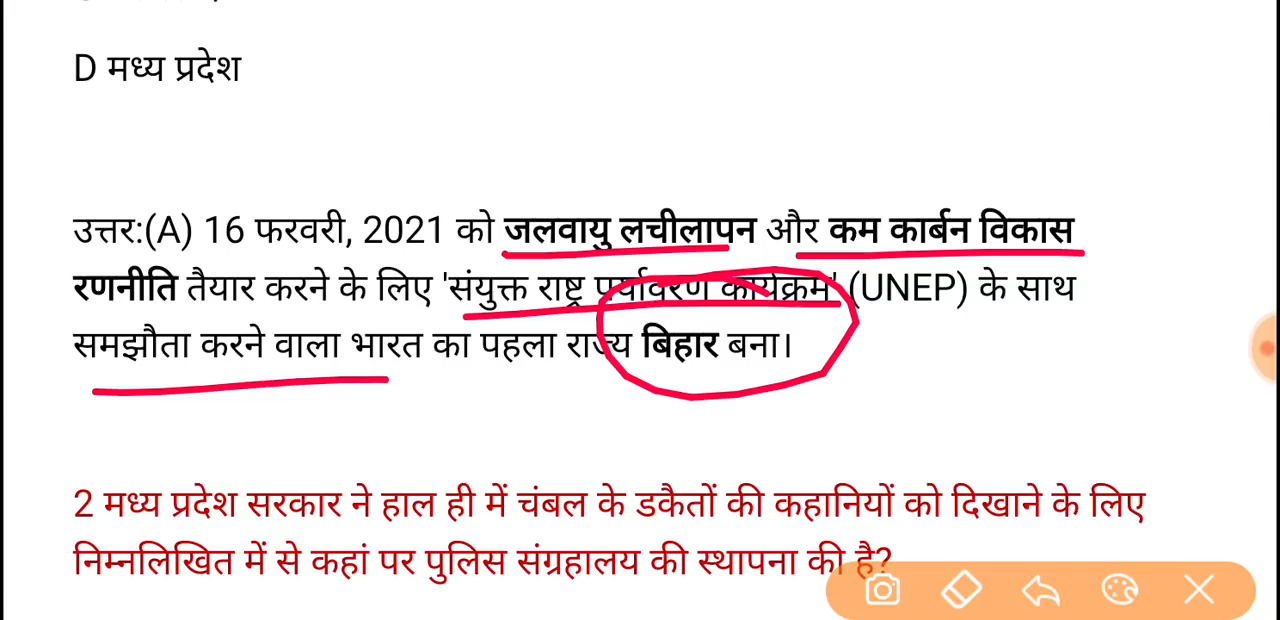 D मध्य प्रदेश
उत्तर:(A) 16 फरवरी, 2021 को जलवायु लचीलापन और कम कार्बन विकास
रणनीति तैयार करने के लिए 'संयुक्त राष्ट्र पर्यावरण कार्यक्रम' (UNEP) के साथ
समझौता करने वाला भारत का पहला राज्य बिहार बना।
2 मध्य प्रदेश सरकार ने हाल ही में चंबल के डकैतों की कहानियों को दिखाने के लिए
निम्नलिखित में से कहां पर पुलिस संग्रहालय की स्थापना की है?